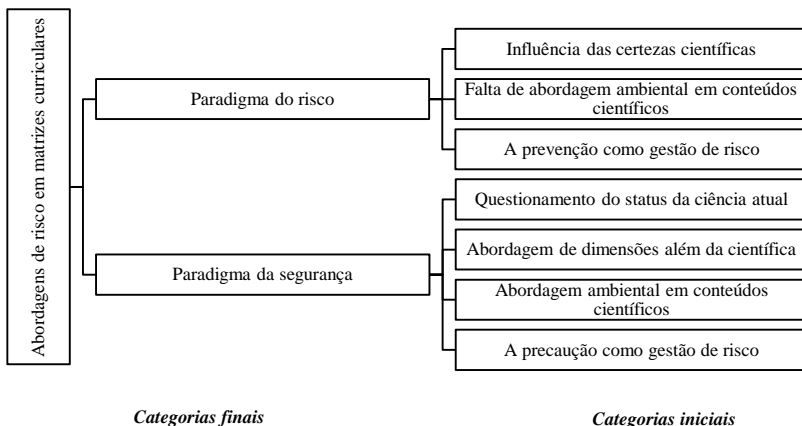 Abordagens de risco em matrizes curriculares
Paradigma do risco
Influência das certezas científicas
Falta de abordagem ambiental em conteúdos
científicos
A prevenção como gestão de risco
Paradigma da segurança
Questionamento do status da ciência atual
Abordagem de dimensões além da científica
Abordagem ambiental em conteúdos
científicos
A precaução como gestão de risco
Categorias finais
Categorias iniciais